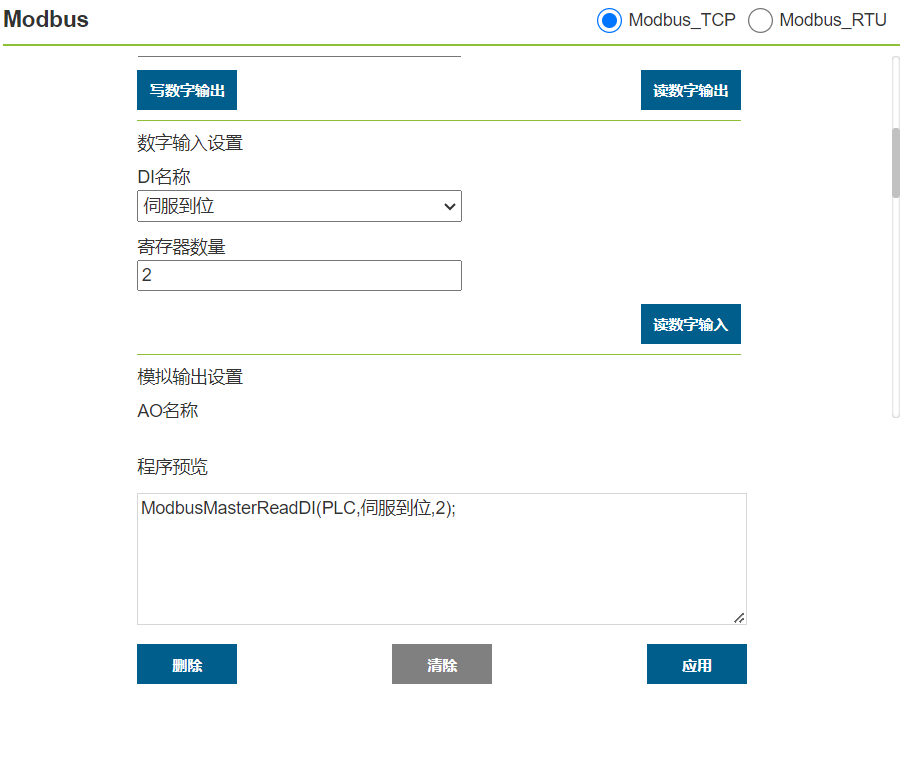 Modbus
Modbus_TCP Modbus_RTU
写数字输出 读数字输出
数字输入设置
DI名称
伺服到位
寄存器数量
2
读数字输入
模拟输出设置
AO名称
程序预览
ModbusMasterReadDI(PLC,伺服到位,2);
删除 清除 应用